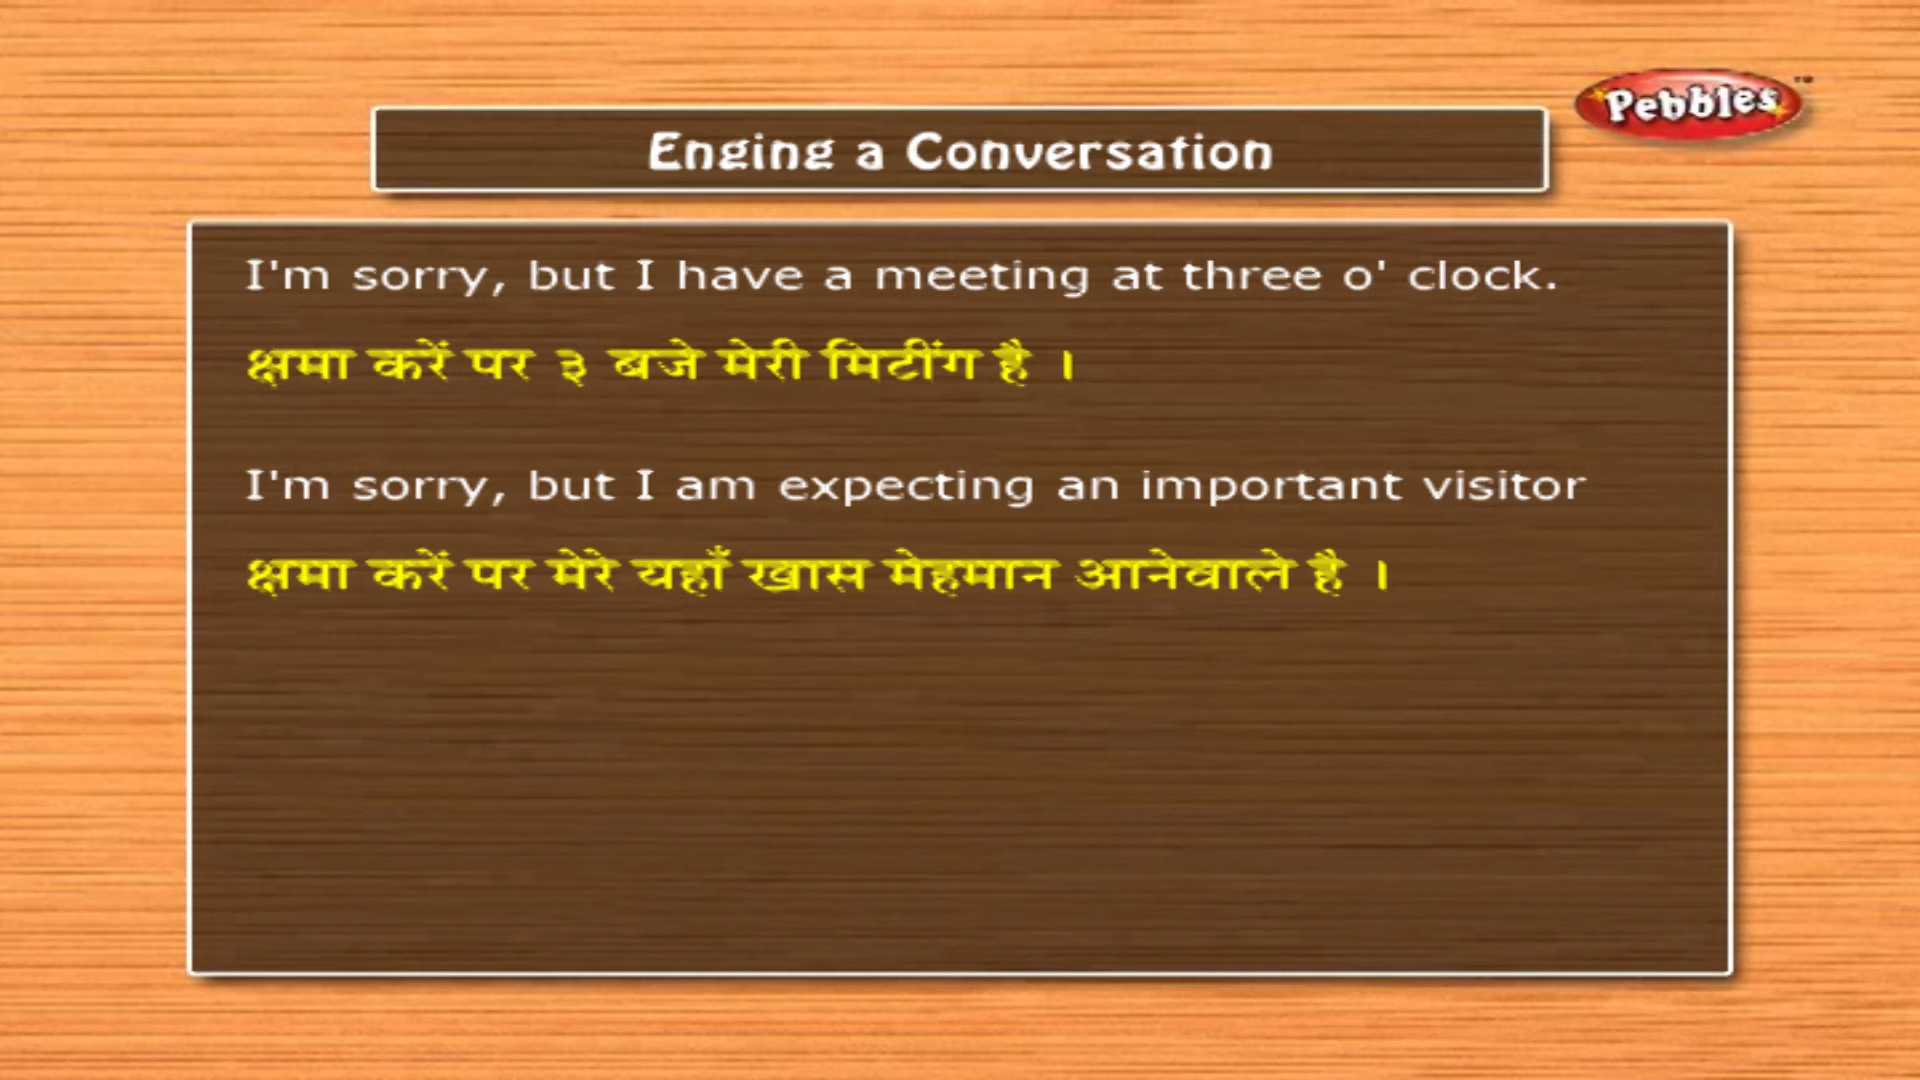 Pebbles
Enging a Conversation
I'm sorry, but I have a meeting at three o' clock.
क्षमा करें पर ३ बजे मेरी मिटींग है ।
I'm sorry, but I am expecting an important visitor
क्षमा करें पर मेरे यहाँ खास मेहमान आनेवाले है ।